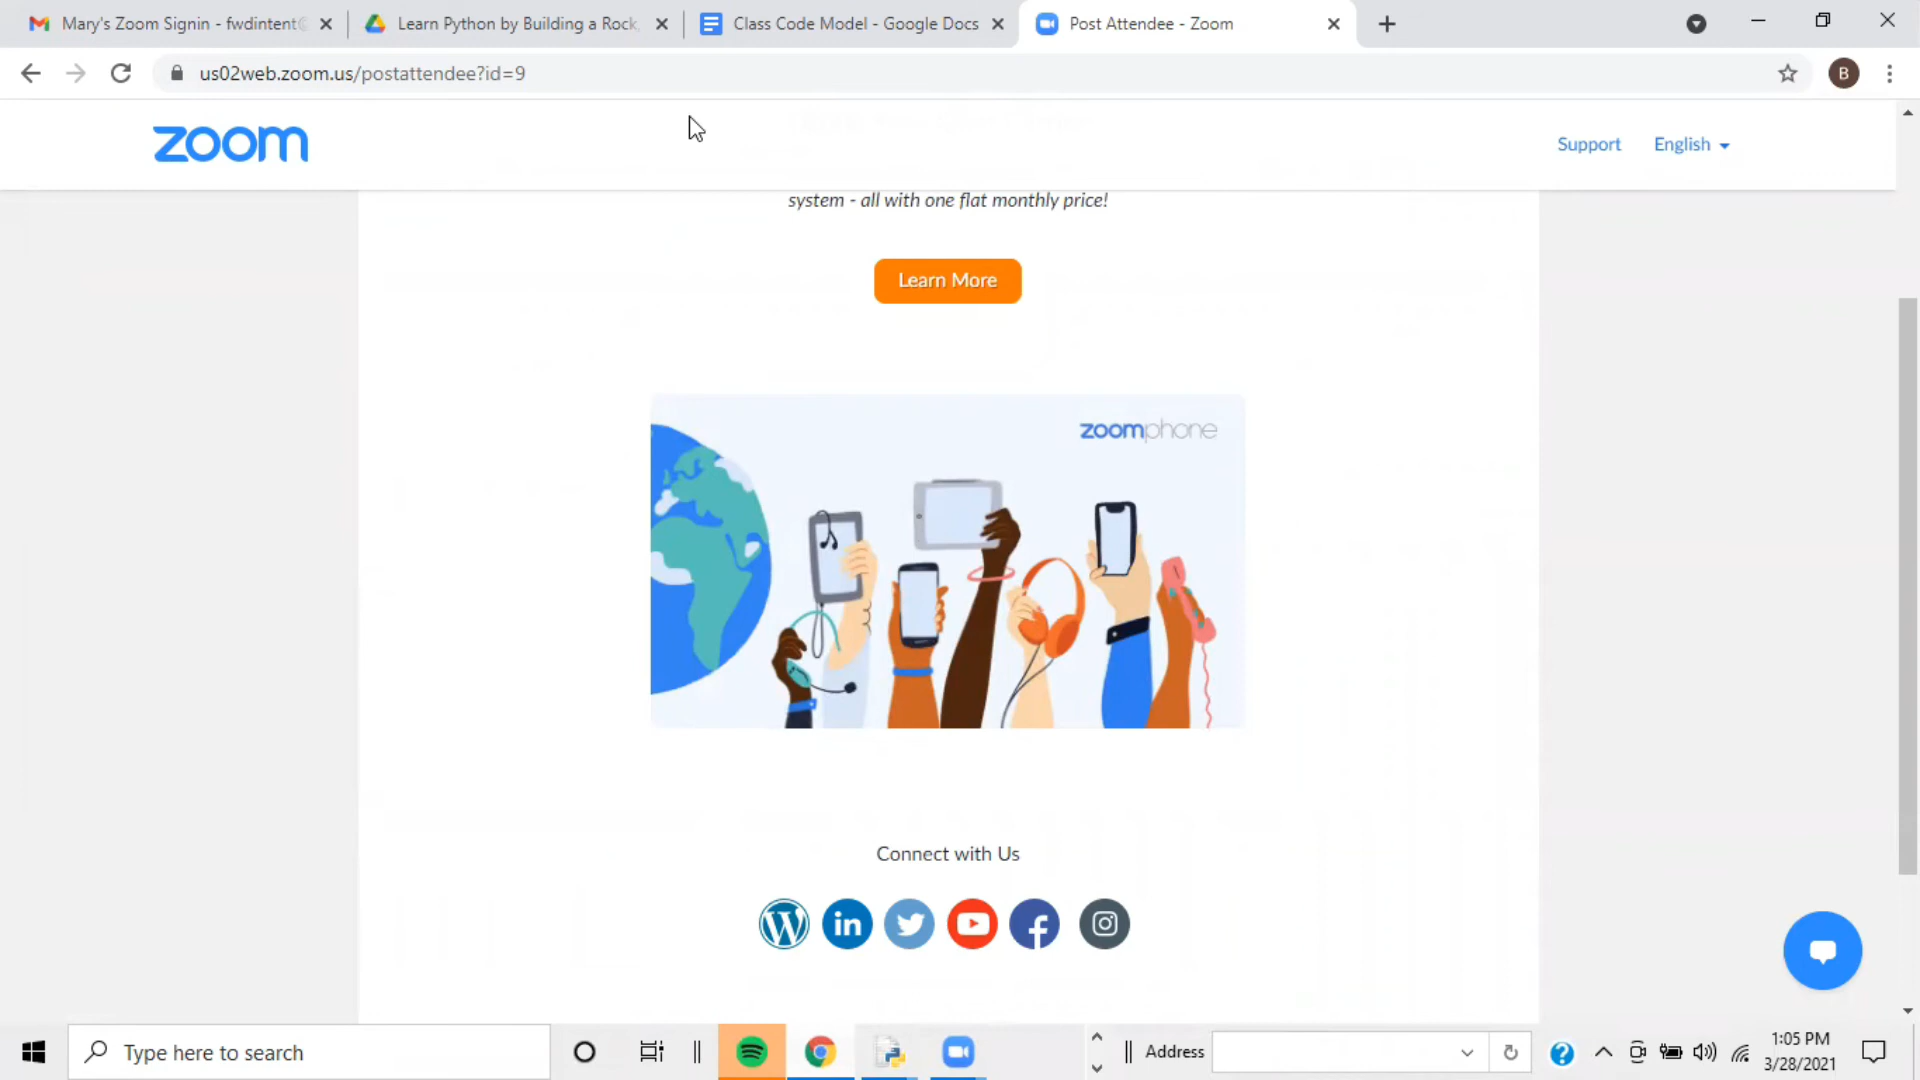 Mary's Zoom Signin - fwdintent@
Learn Python by Building a Rock,
Class Code Model - Google Docs
Post Attendee - Zoom
us02web.zoom.us/postattendee?id=9
B
zoom
Support
English
system - all with one flat monthly price!
Learn More
zoomphone
Connect with Us
Type here to search
Address
1:05 PM
3/28/2021